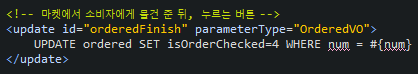 <!-- 마켓에서 소비자에게 물건 준 뒤, 누르는 버튼 -->
<update id="orderedFinish" parameterType="OrderedVO">
UPDATE ordered SET isOrderChecked=4 WHERE num = #{num}
</update>